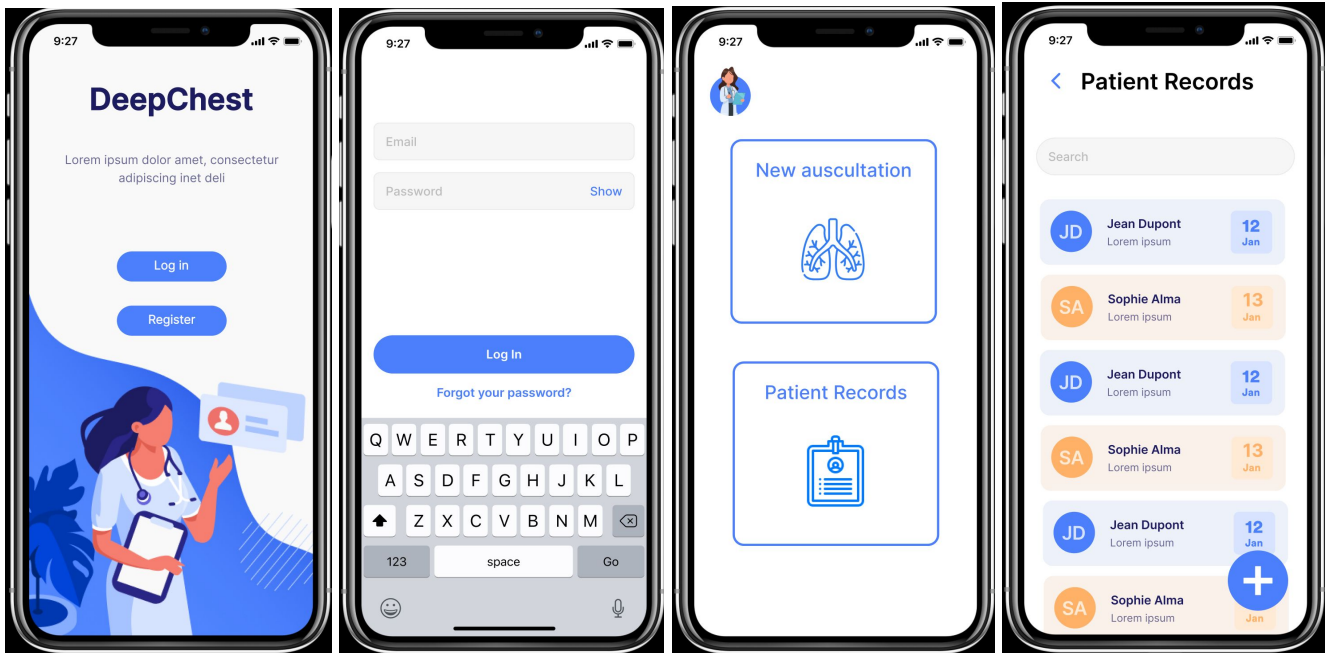 9:27
DeepChest
Lorem ipsum dolor amet, consectetur
adipiscing inet deli
Log in
Register
9:27
Email
Password
Show
Log In
Forgot your password?
Q W E R T Y U I O P
A S D F G H J K L
Z X C V B N M
123
space
Go
9:27
New auscultation
Patient Records
9:27
Patient Records
Search
JD
Jean Dupont
Lorem ipsum
12
Jan
SA
Sophie Alma
Lorem ipsum
13
Jan
JD
Jean Dupont
Lorem ipsum
12
Jan
SA
Sophie Alma
Lorem ipsum
13
Jan
JD
Jean Dupont
Lorem ipsum
12
Jan
SA
Sophie Alma
Lorem ipsum
Jan